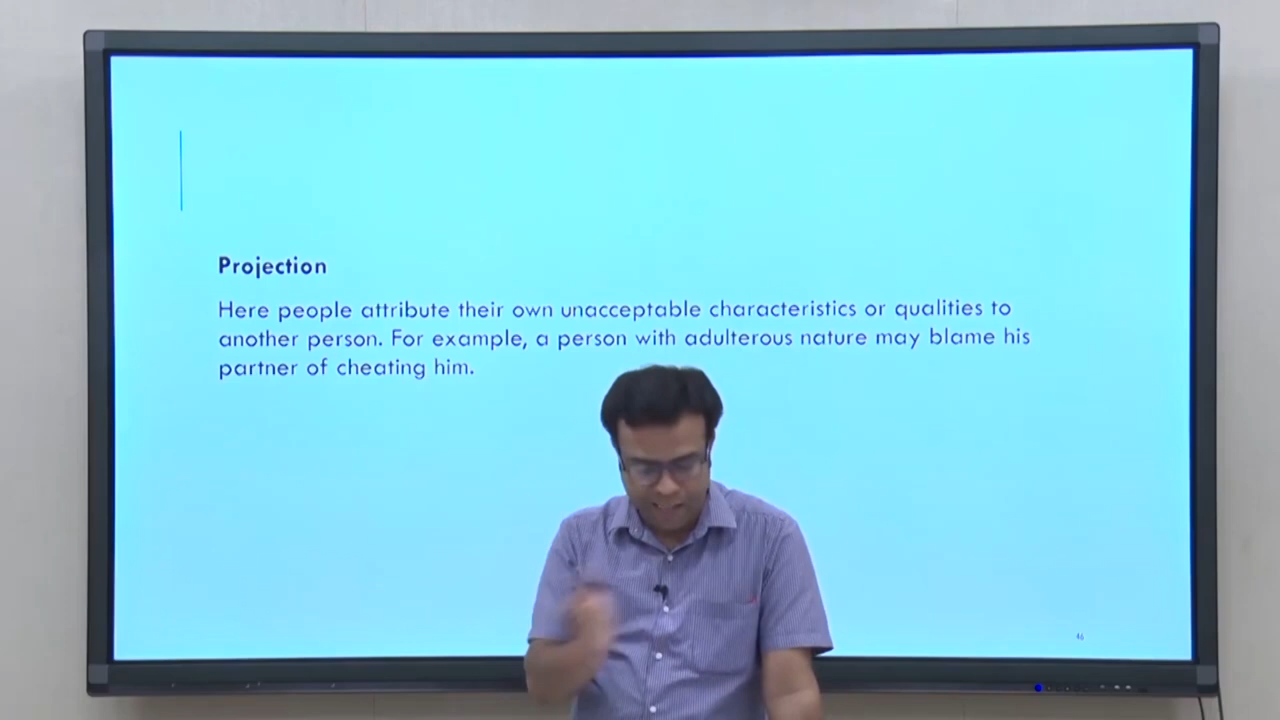 Projection
Here people attribute their own unacceptable characteristics or qualities to
another person. For example, a person with adulterous nature may blame his
partner of cheating him.
46